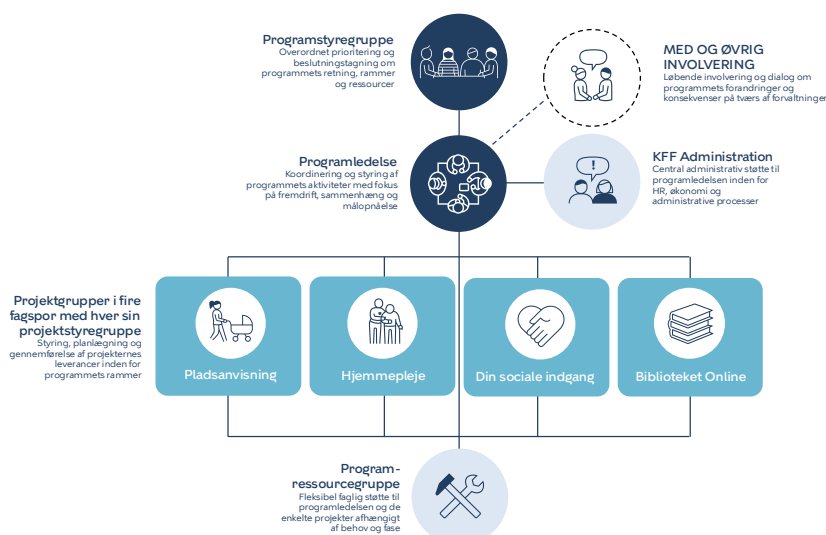 Programstyregruppe
Overordnet prioritering og
beslutningstagning om
programmets retning, rammer
og ressourcer
MED OG ØVRIG
INVOLVERING
Løbende involvering og dialog om
programmets forandringer og
konsekvenser på tværs af forvaltninger
Programledelse
Koordinering og styring af
programmets aktiviteter med fokus
på fremdrift, sammenhæng og
målopnåelse
!
KFF Administration
Central administrativ støtte til
programledelsen inden for
HR, økonomi og
administrative processer
Projektgrupper i fire
fagspor med hver sin
projektstyregruppe
Styring, planlægning og
gennemførelse af projekternes
leverancer inden for
programmets rammer
Pladsanvisning
Hjemmepleje
Din sociale indgang
Biblioteket Online
Program-
ressourcegruppe
Fleksibel faglig støtte til
programledelsen og de
enkelte projekter afhængigt
af behov og fase